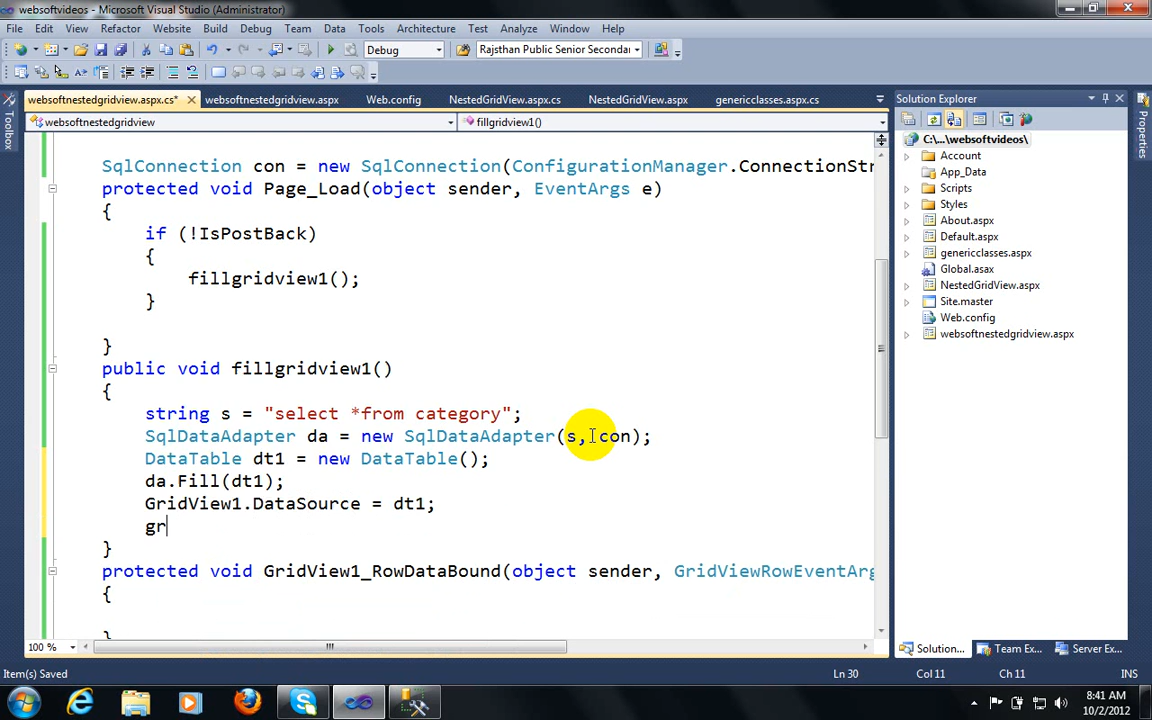 websoftvideos - Microsoft Visual Studio (Administrator)
File Edit View Refactor Website Build Debug Team Data Tools Architecture Test Analyze Window Help
Debug Rajasthan Public Senior Secondar
websoftnestedgridview.aspx.cs* websoftnestedgridview.aspx Web.config NestedGridView.aspx.cs NestedGridView.aspx genericclasses.aspx.cs
Solution Explorer
Toolbox
Properties
websoftnestedgridview fillgridview1()
SqlConnection con = new SqlConnection(ConfigurationManager.ConnectionStr
protected void Page_Load(object sender, EventArgs e)
{
if (!IsPostBack)
{
fillgridview1();
}
}
public void fillgridview1()
{
string s = "select *from category";
SqlDataAdapter da = new SqlDataAdapter(s, con);
DataTable dt1 = new DataTable();
da.Fill(dt1);
GridView1.DataSource = dt1;
gr
}
protected void GridView1_RowDataBound(object sender, GridViewRowEventArg
{
C:\...\websoftvideos\
Account
App_Data
Scripts
Styles
About.aspx
Default.aspx
genericclasses.aspx
Global.asax
NestedGridView.aspx
Site.master
Web.config
websoftnestedgridview.aspx
100 %
Solution... Team Ex... Server Ex...
Item(s) Saved Ln 30 Col 11 Ch 11 INS
8:41 AM
10/2/2012